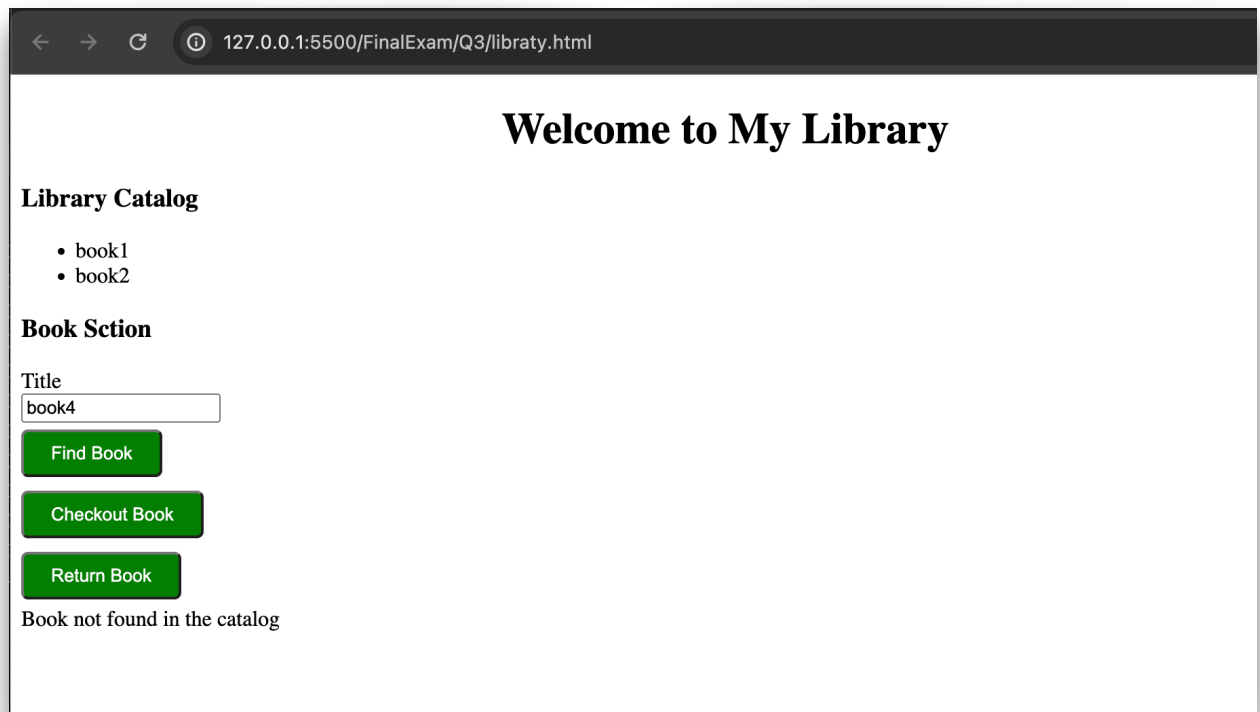 127.0.0.1:5500/FinalExam/Q3/libraty.html
Welcome to My Library
Library Catalog
• book1
• book2
Book Sction
Title
book4
Find Book
Checkout Book
Return Book
Book not found in the catalog